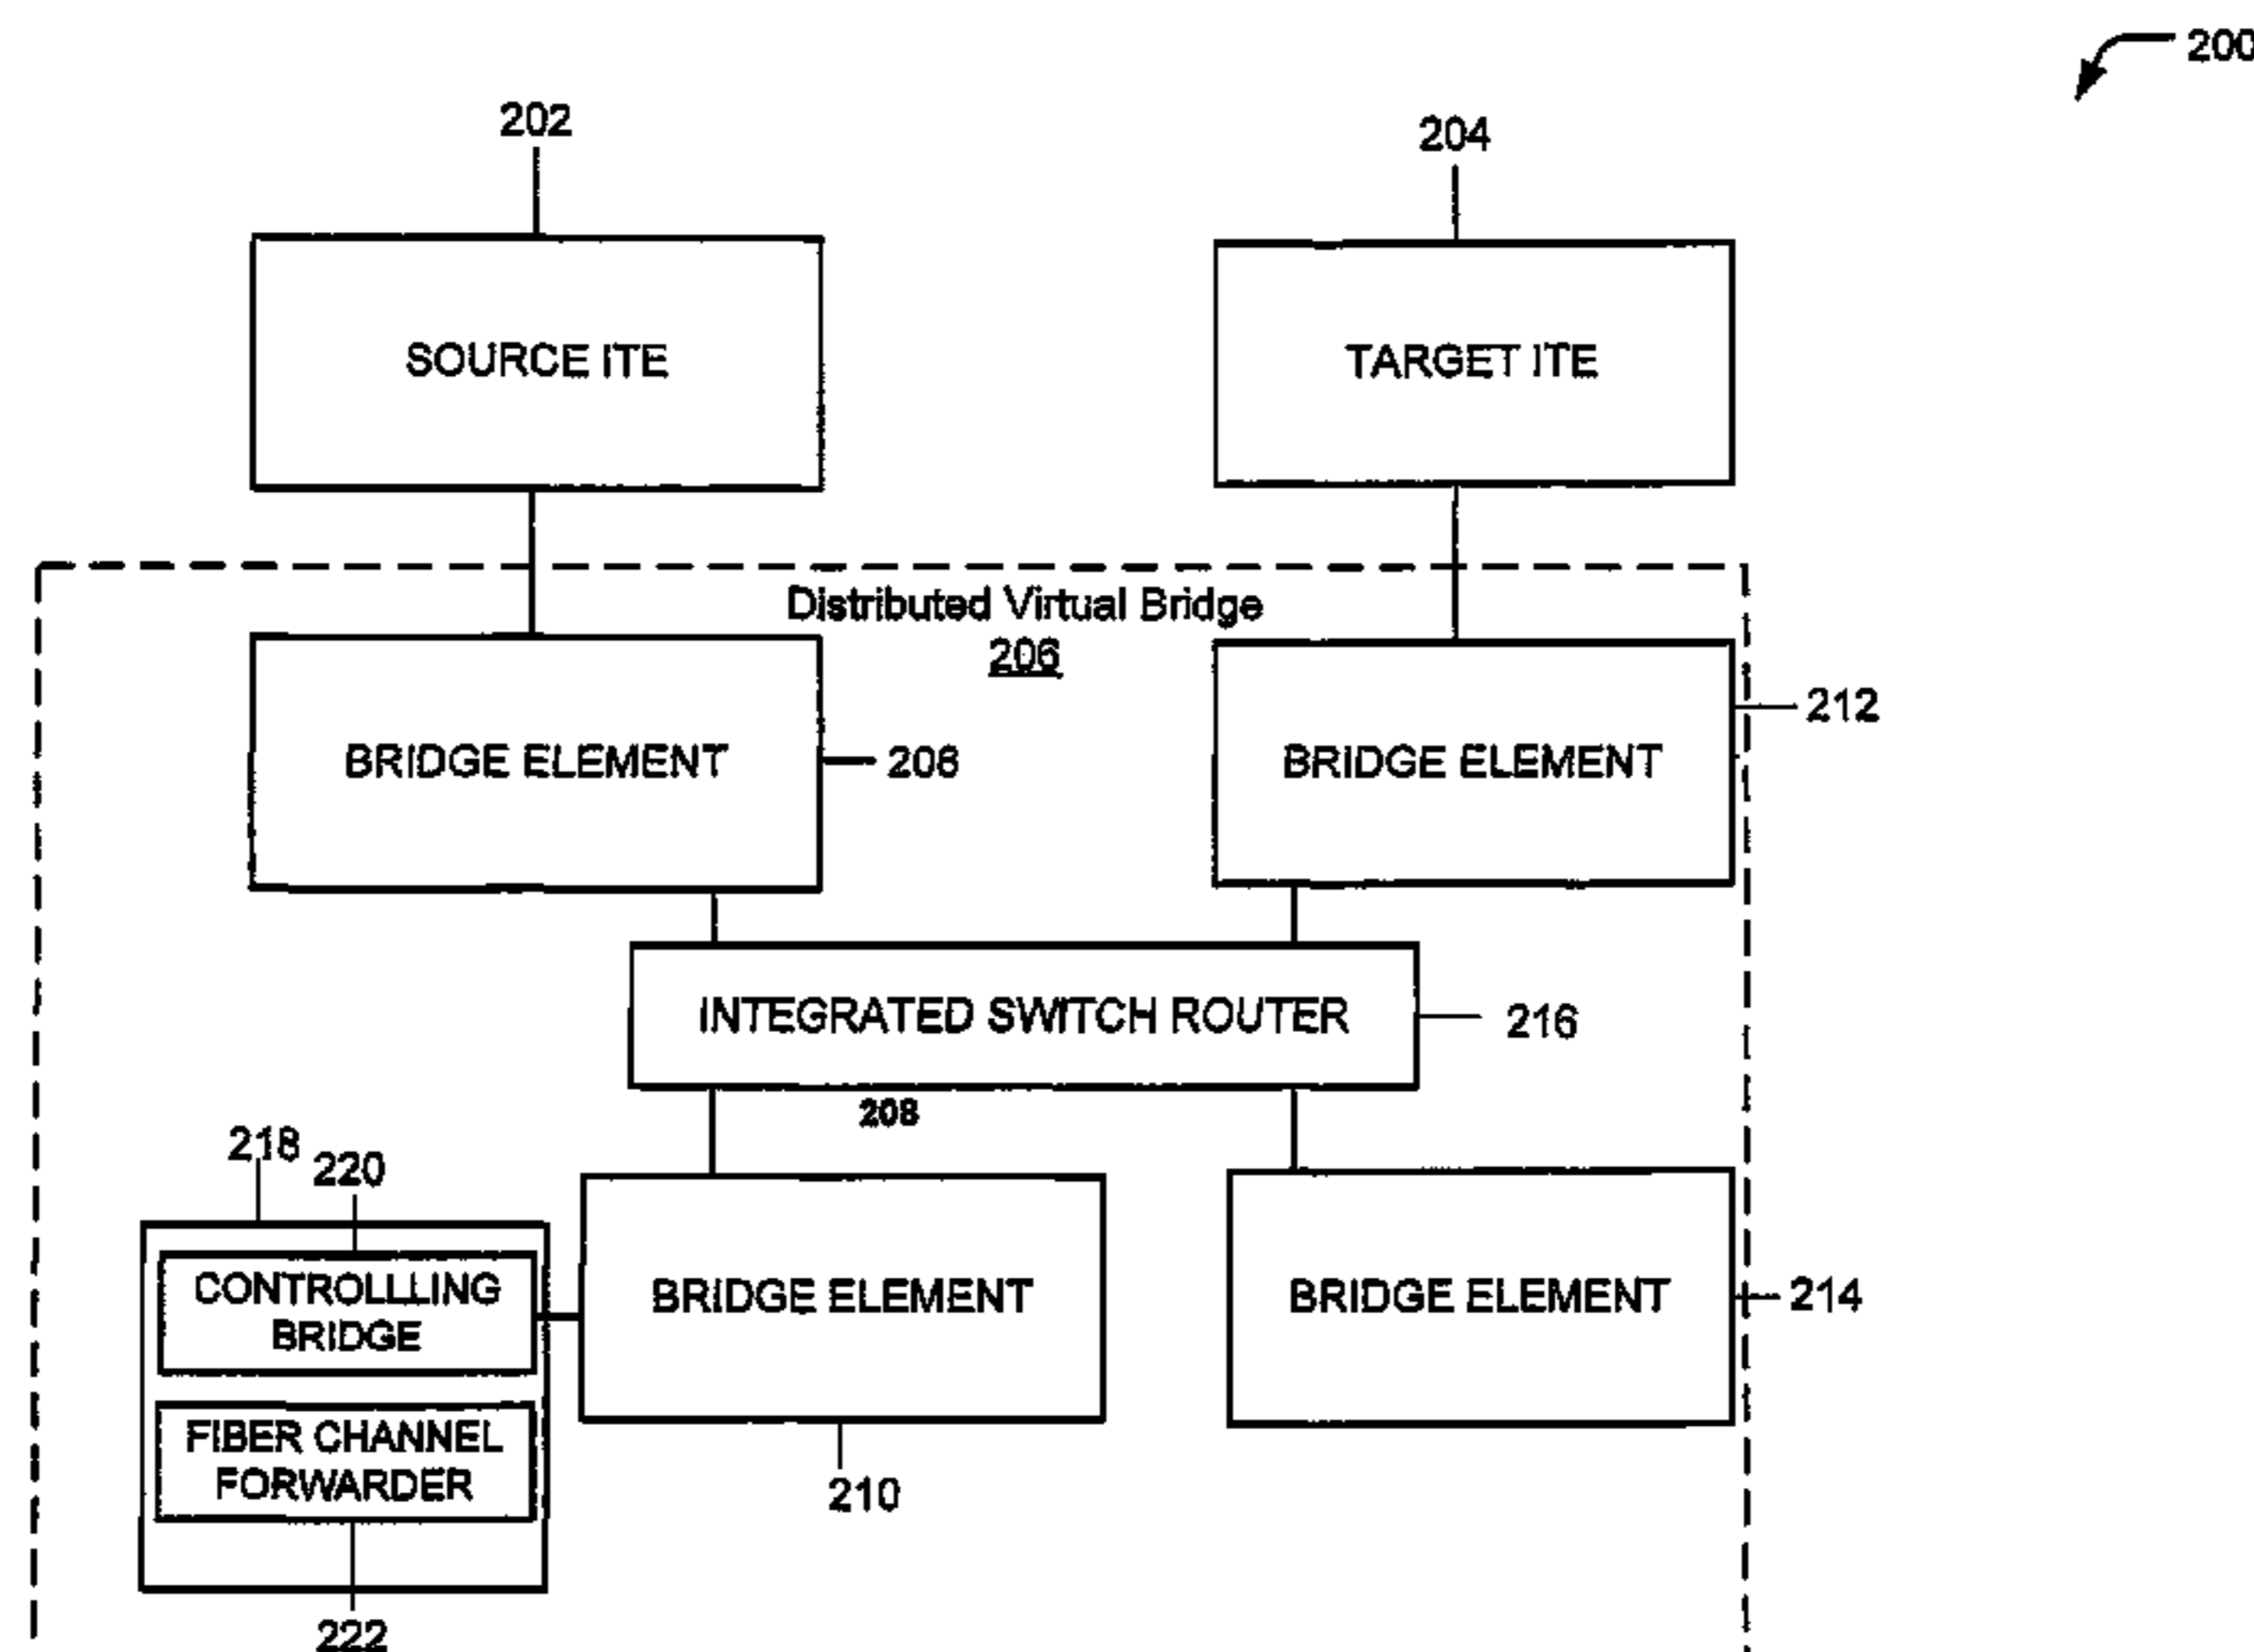 200
202
204
SOURCE ITE
TARGET ITE
Distributed Virtual Bridge
206
BRIDGE ELEMENT
206
BRIDGE ELEMENT
212
INTEGRATED SWITCH ROUTER
216
208
218
220
CONTROLLLING
BRIDGE
BRIDGE ELEMENT
BRIDGE ELEMENT
214
FIBER CHANNEL
FORWARDER
210
222